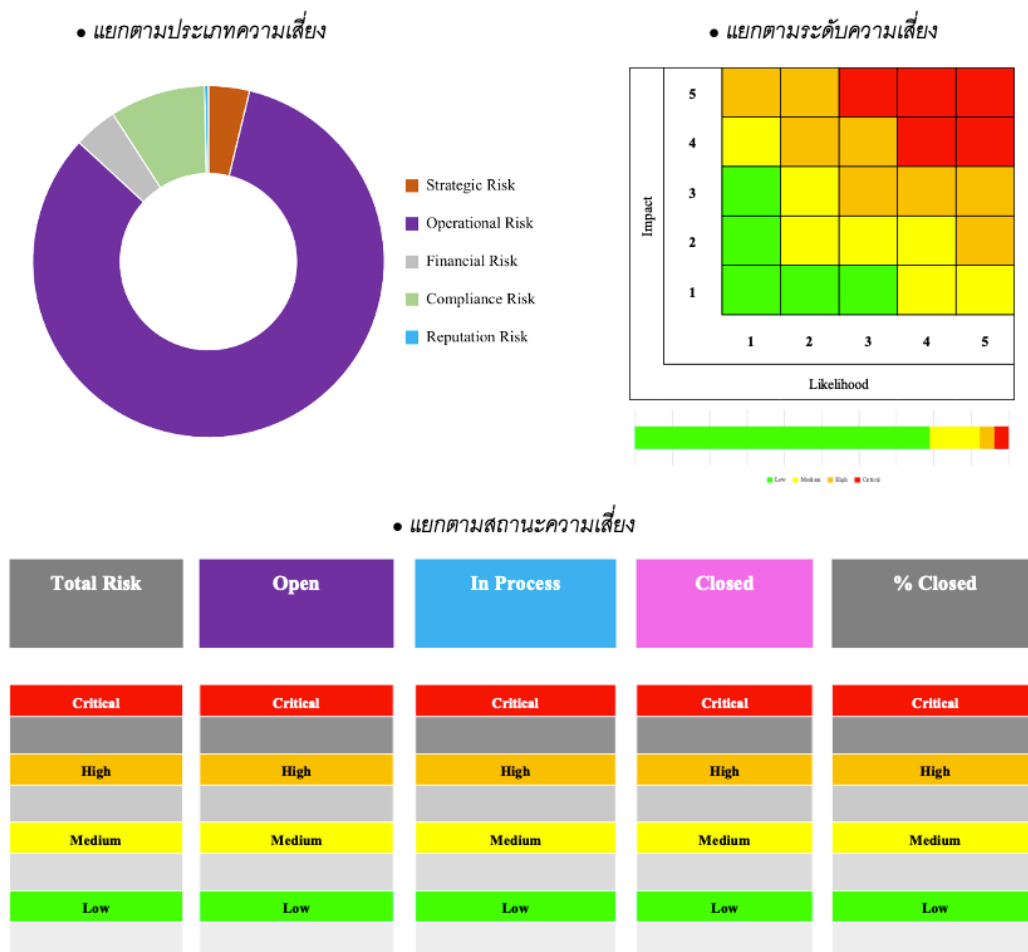 • แยกตามประเภทความเสี่ยง
Strategic Risk
Operational Risk
Financial Risk
Compliance Risk
Reputation Risk
• แยกตามระดับความเสี่ยง
Impact
5
4
3
2
1
1 2 3 4 5
Likelihood
Low Medium High Critical
• แยกตามสถานะความเสี่ยง
Total Risk Open In Process Closed % Closed
Critical Critical Critical Critical Critical
High High High High High
Medium Medium Medium Medium Medium
Low Low Low Low Low